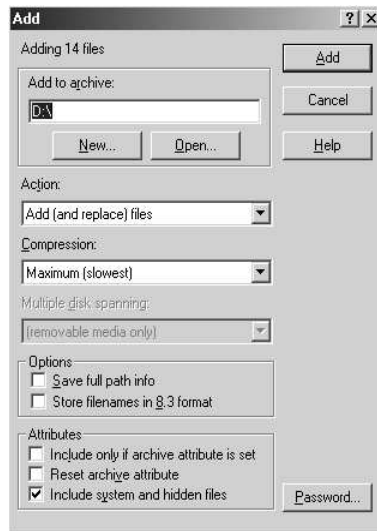 Add
Adding 14 files
Add
Add to archive:
D:\
Cancel
New...
Open...
Help
Action:
Add (and replace) files
Compression:
Maximum (slowest)
Multiple disk spanning:
(removable media only)
Options
Save full path info
Store filenames in 8.3 format
Attributes
Include only if archive attribute is set
Reset archive attribute
Include system and hidden files
Password...